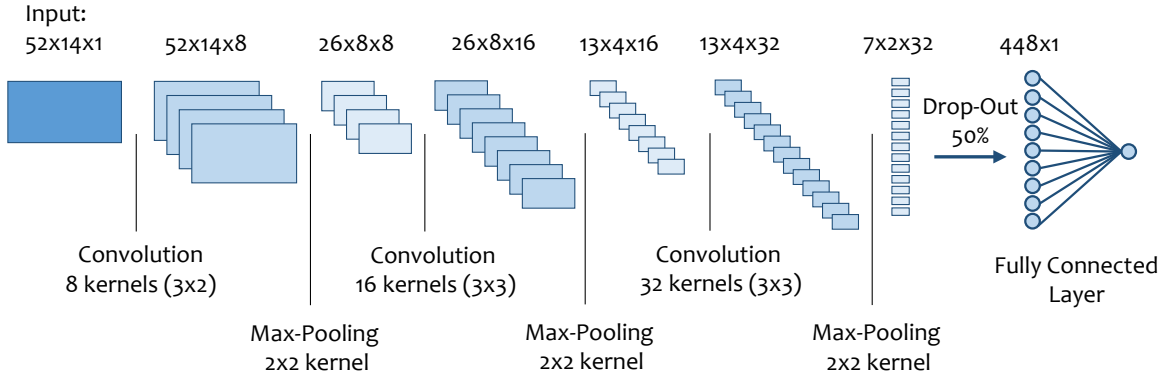 Input:
52x14x1
52x14x8
26x8x8
26x8x16
13x4x16
13x4x32
7x2x32
448x1
Drop-Out
50%
Convolution
8 kernels (3x2)
Convolution
16 kernels (3x3)
Convolution
32 kernels (3x3)
Fully Connected
Layer
Max-Pooling
2x2 kernel
Max-Pooling
2x2 kernel
Max-Pooling
2x2 kernel